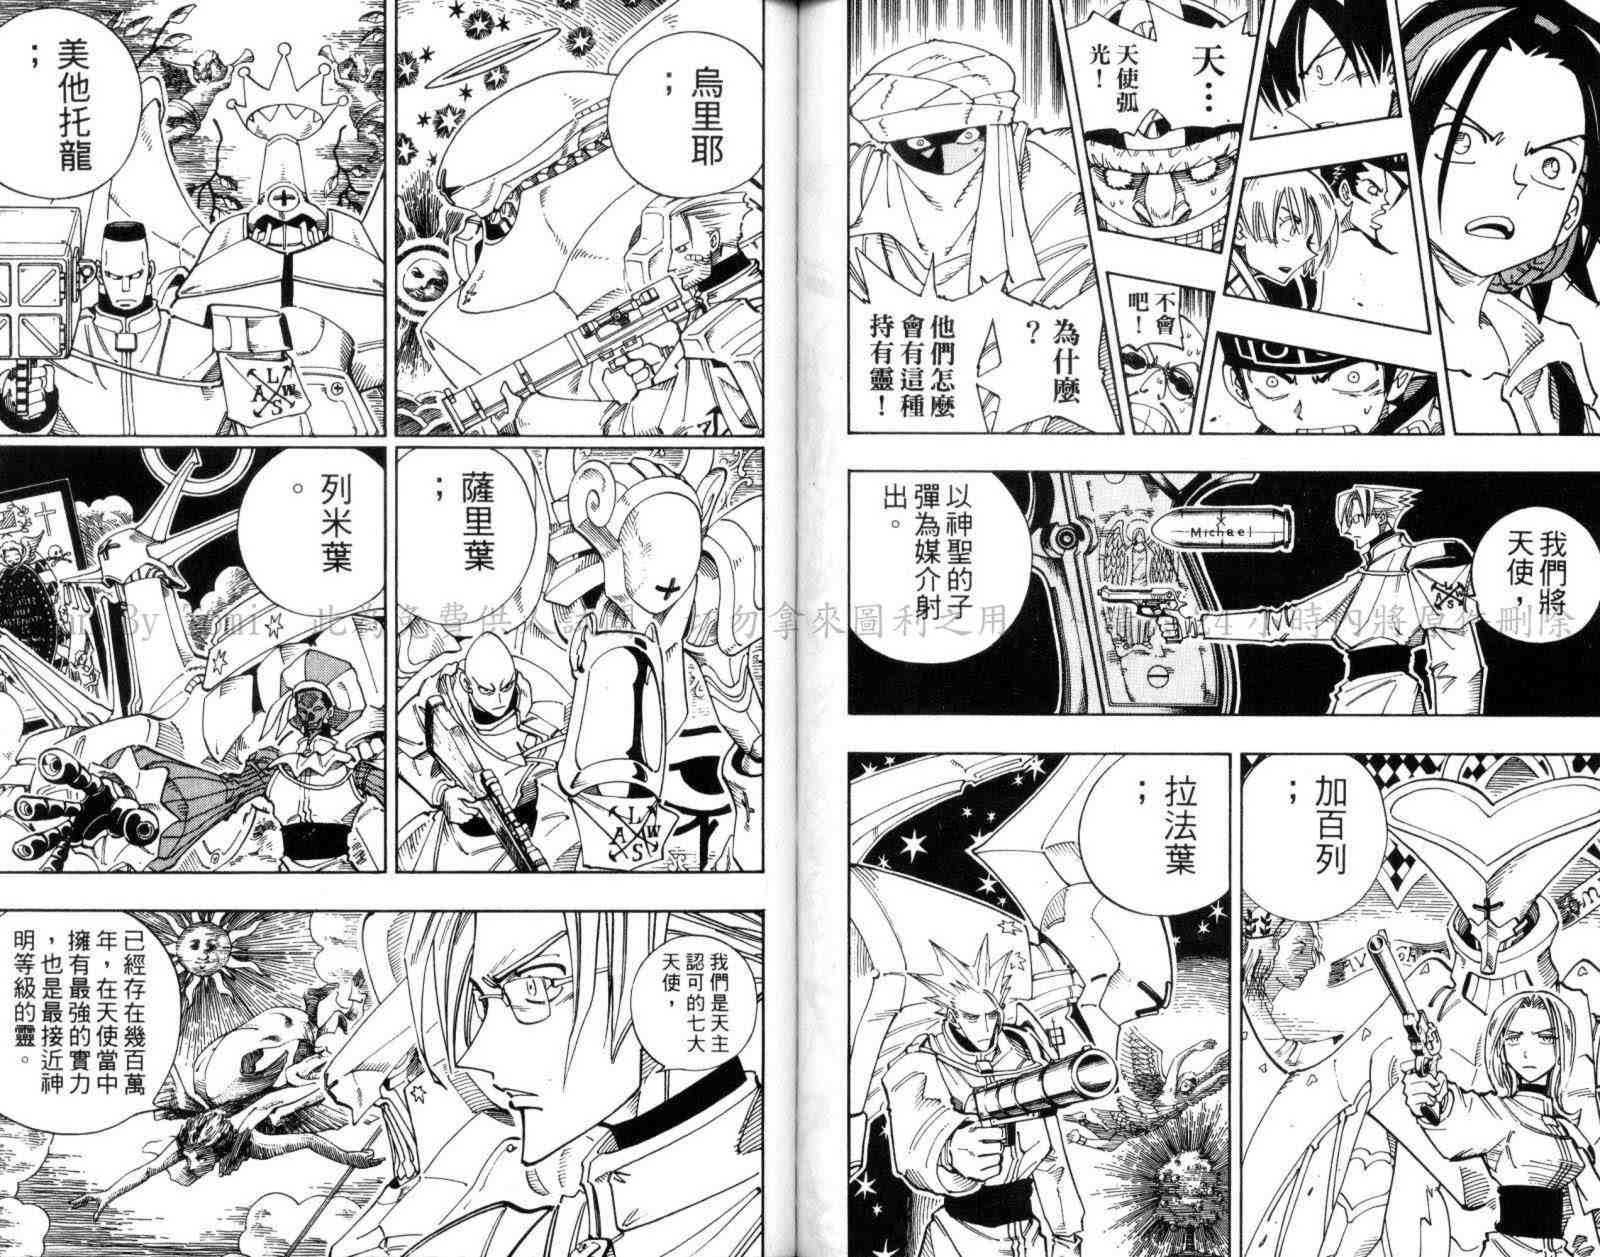 天…
天使弧
光！
不會
吧！
為什麼
？
他們怎麼
會有這種
持有靈！
我們將
天使，
Michael
以神聖的子
彈為媒介射
出。
加百列
；
拉法葉
；
烏里耶
；
美他托龍
；
L
A W
S
薩里葉
；
L
A W
S
列米葉
。
我們是天主
認可的七大
天使，
已經存在幾百萬
年，在天使當中
擁有最強的實力
，也是最接近神
明等級的靈。